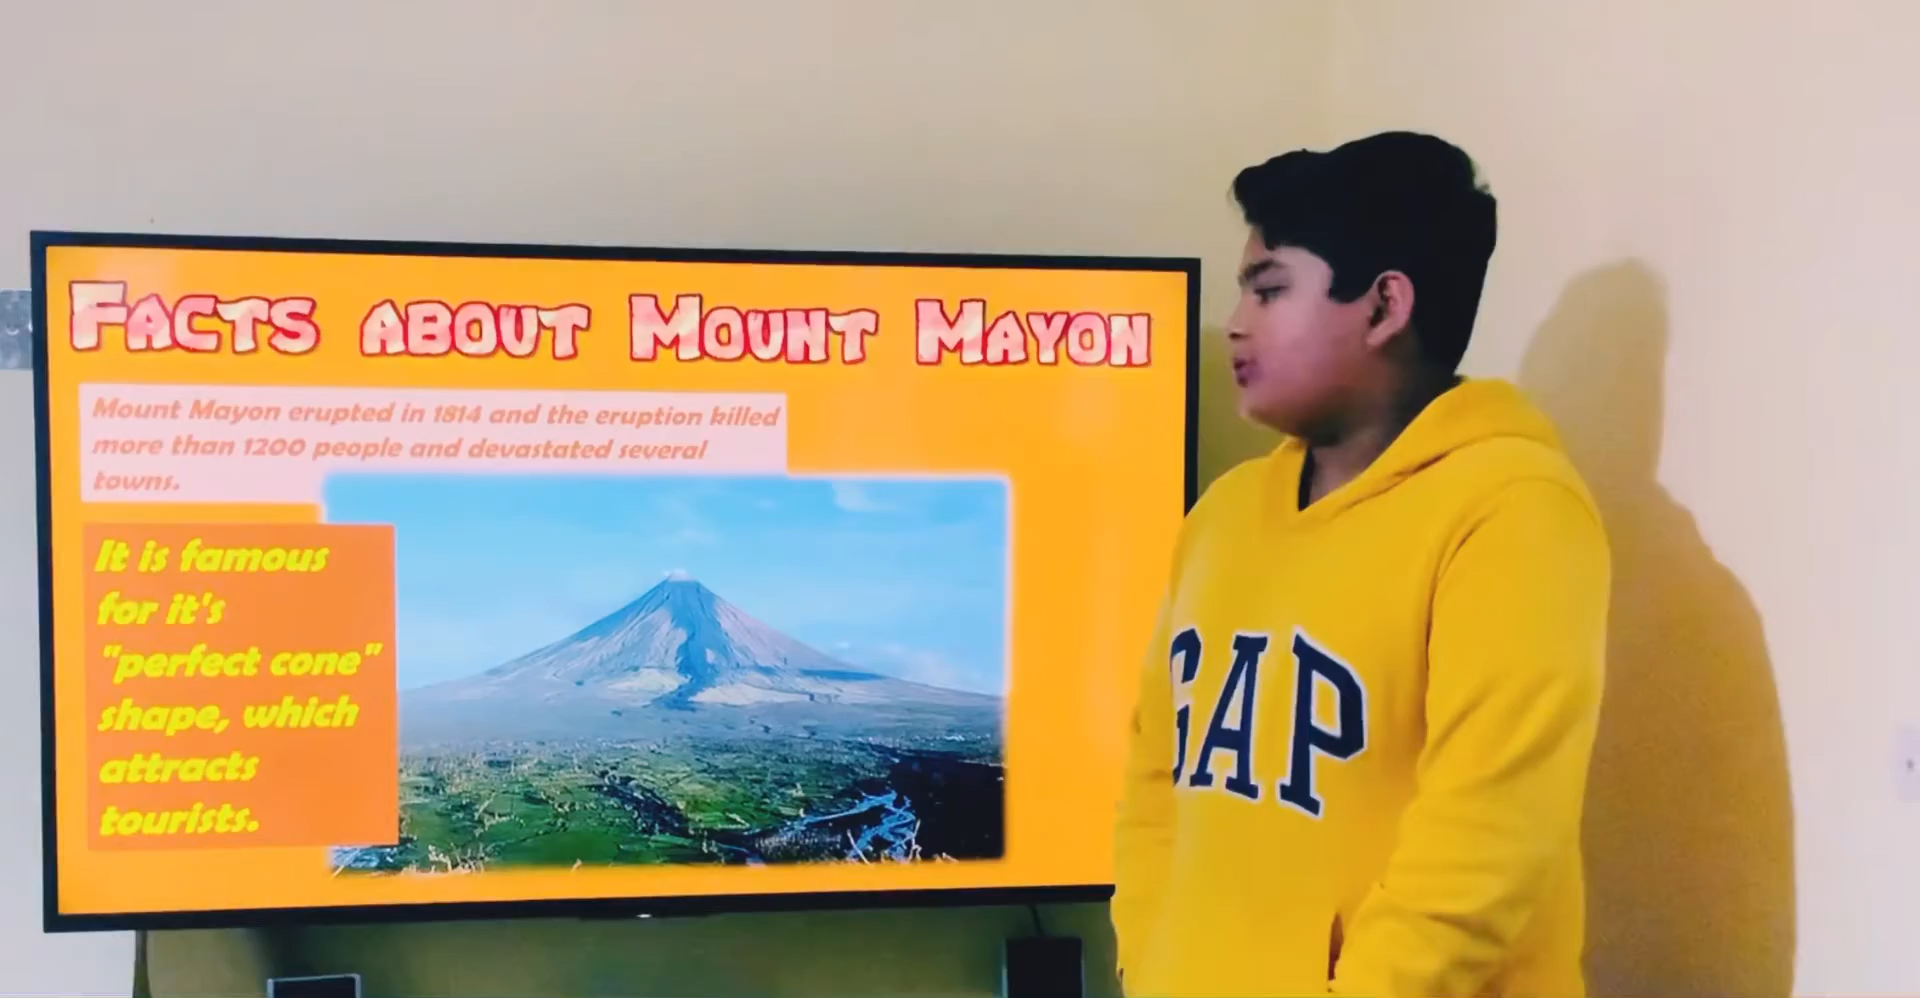 FACTS ABOUT MOUNT MAYON
Mount Mayon erupted in 1814 and the eruption killed
more than 1200 people and devastated several
towns.
It is famous
for it's
"perfect cone"
shape, which
attracts
tourists.
GAP